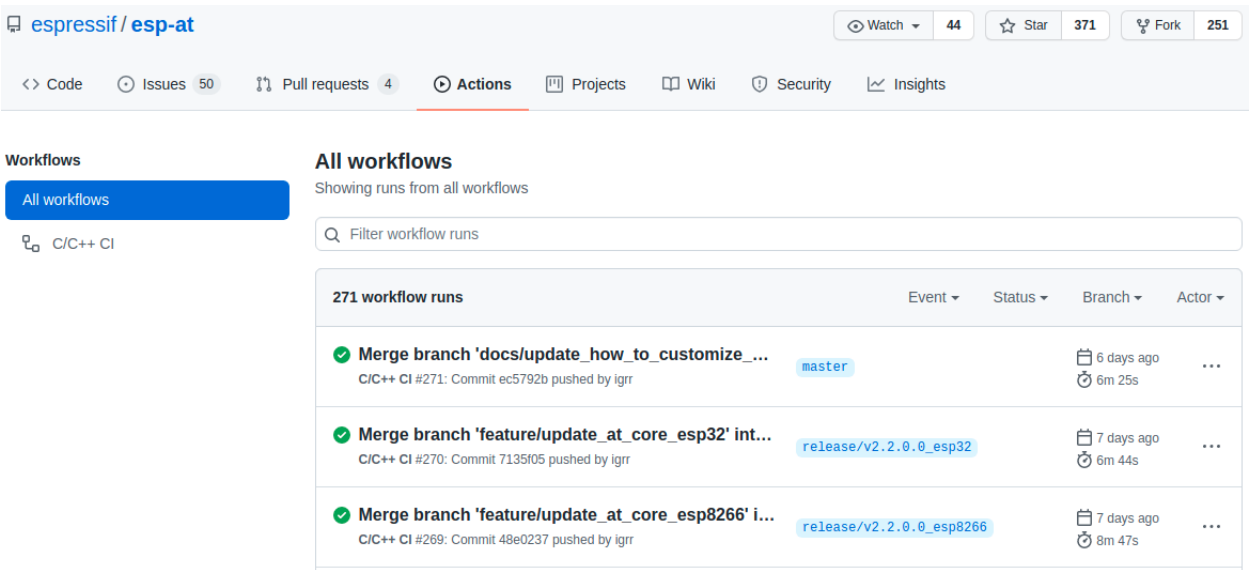 espressif / esp-at
Watch 44 Star 371 Fork 251
Code Issues 50 Pull requests 4 Actions Projects Wiki Security Insights
Workflows
All workflows
C/C++ CI
All workflows
Showing runs from all workflows
Filter workflow runs
271 workflow runs Event Status Branch Actor
Merge branch 'docs/update_how_to_customize_...
C/C++ CI #271: Commit ec5792b pushed by igrr
master
6 days ago
6m 25s
Merge branch 'feature/update_at_core_esp32' int...
C/C++ CI #270: Commit 7135f05 pushed by igrr
release/v2.2.0.0_esp32
7 days ago
6m 44s
Merge branch 'feature/update_at_core_esp8266' i...
C/C++ CI #269: Commit 48e0237 pushed by igrr
release/v2.2.0.0_esp8266
7 days ago
8m 47s